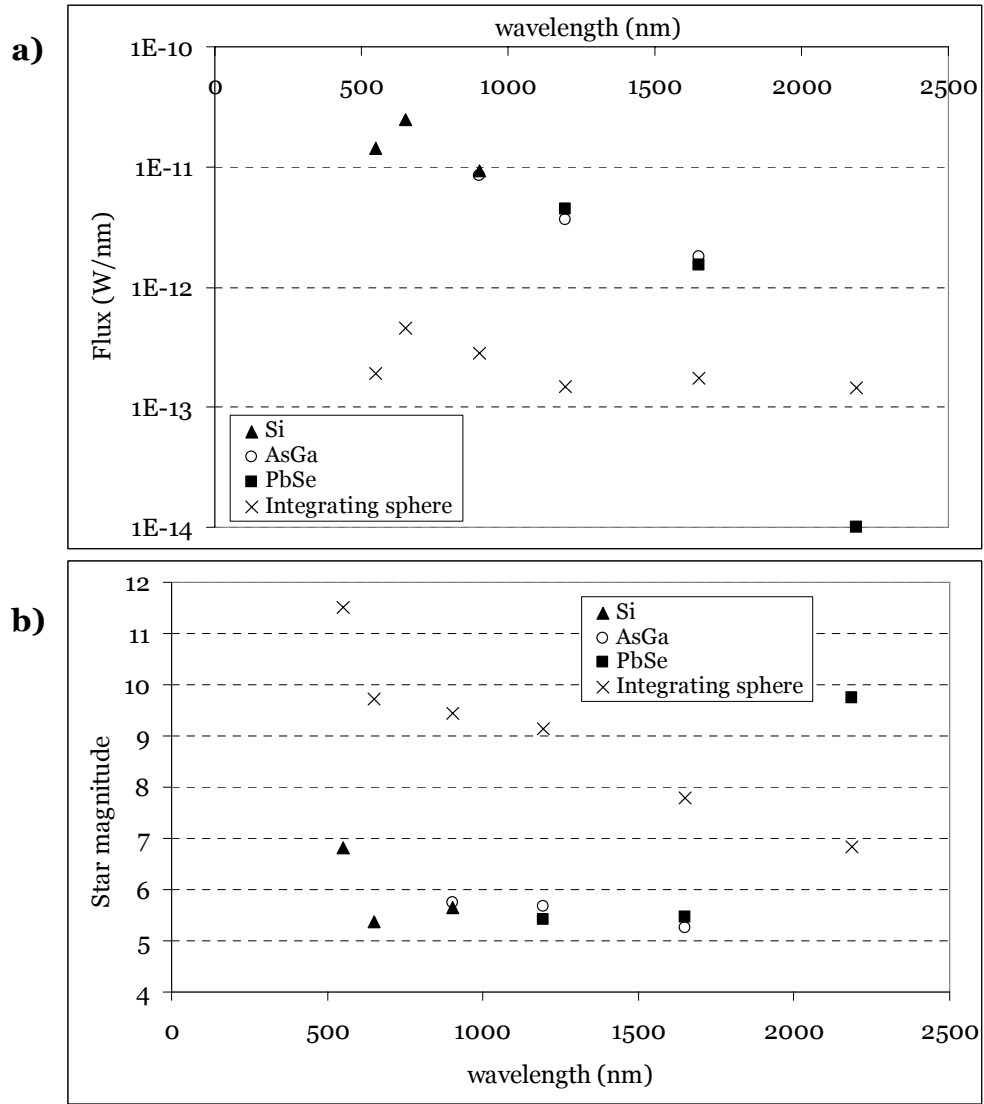 a)
wavelength (nm)
1E-10
0 500 1000 1500 2000 2500
1E-11
1E-12
1E-13
1E-14
Flux (W/nm)
Si
AsGa
PbSe
Integrating sphere
b)
12
11
10
9
8
7
6
5
4
Star magnitude
Si
AsGa
PbSe
Integrating sphere
0 500 1000 1500 2000 2500
wavelength (nm)